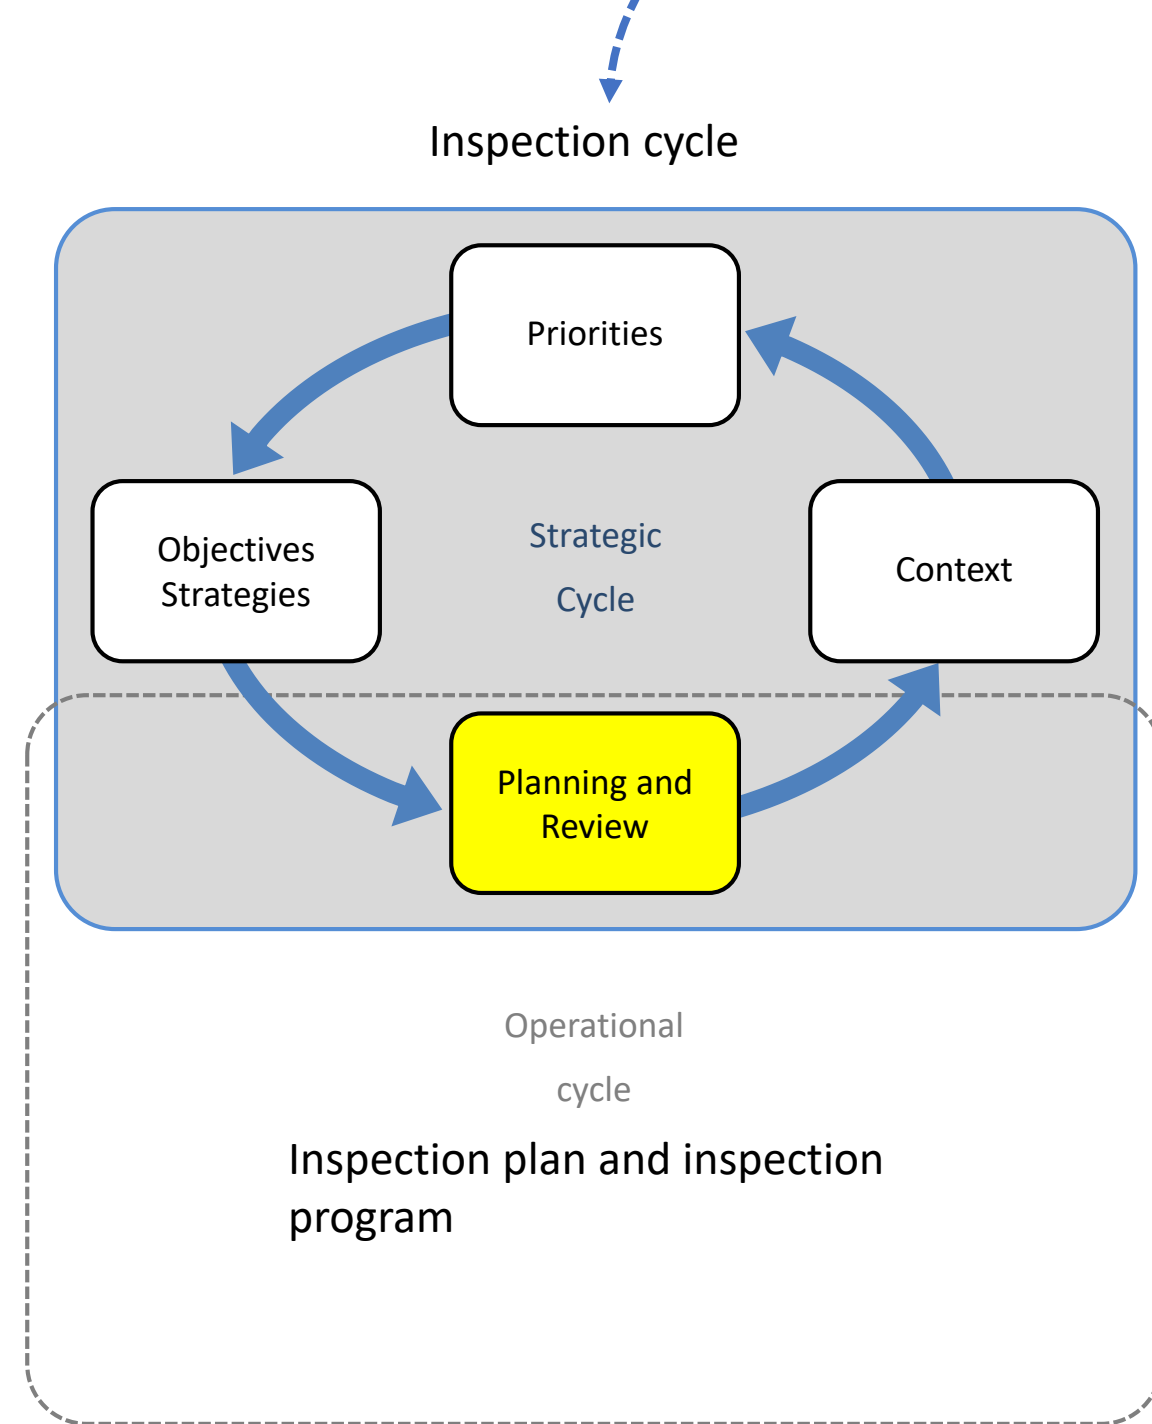 Inspection cycle
Priorities
Objectives
Strategies
Strategic
Cycle
Context
Planning and
Review
Operational
cycle
Inspection plan and inspection
program